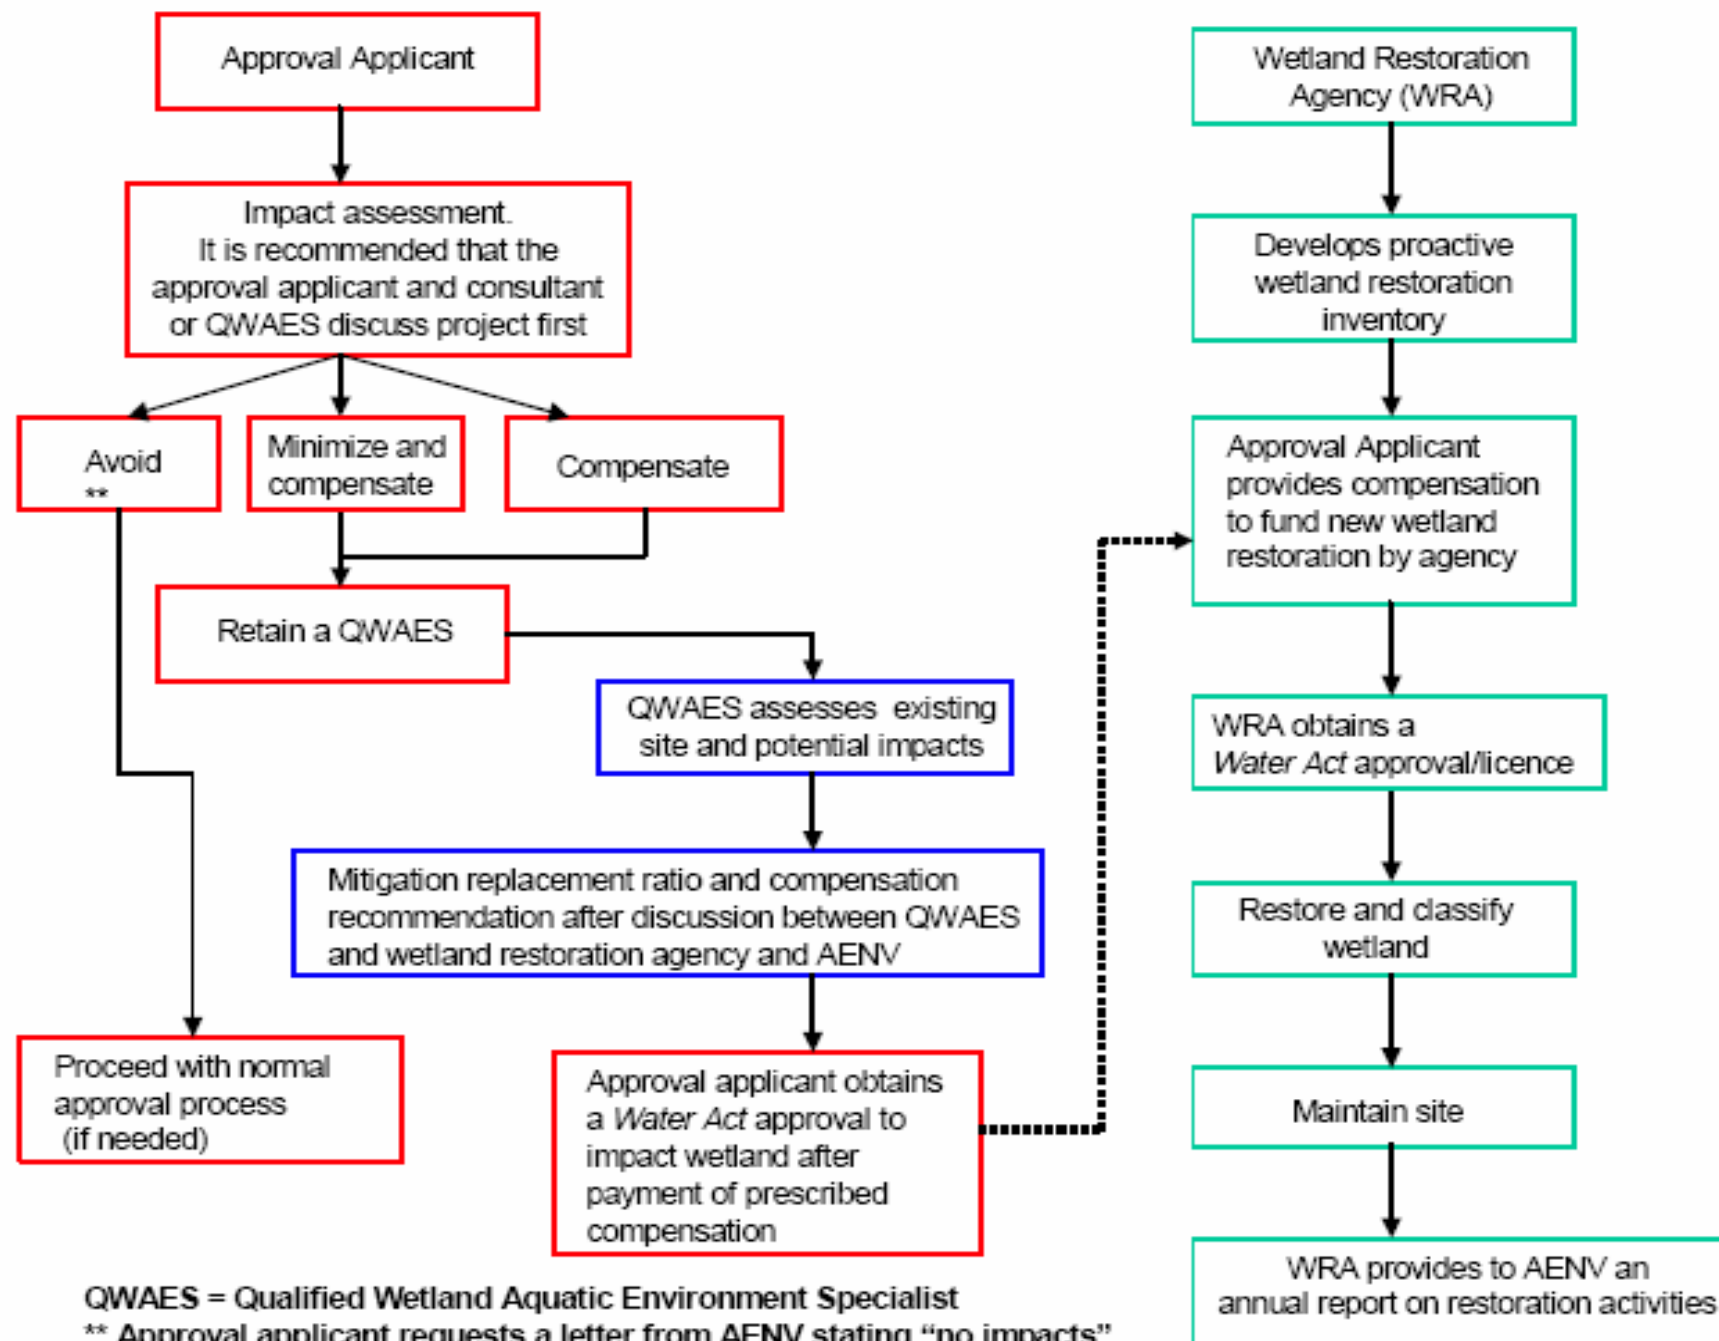 Approval Applicant
Impact assessment.
It is recommended that the
approval applicant and consultant
or QWAES discuss project first
Avoid
**
Minimize and
compensate
Compensate
Retain a QWAES
QWAES assesses existing
site and potential impacts
Mitigation replacement ratio and compensation
recommendation after discussion between QWAES
and wetland restoration agency and AENV
Proceed with normal
approval process
(if needed)
Approval applicant obtains
a Water Act approval to
impact wetland after
payment of prescribed
compensation
Wetland Restoration
Agency (WRA)
Develops proactive
wetland restoration
inventory
Approval Applicant
provides compensation
to fund new wetland
restoration by agency
WRA obtains a
Water Act approval/licence
Restore and classify
wetland
Maintain site
WRA provides to AENV an
annual report on restoration activities
QWAES = Qualified Wetland Aquatic Environment Specialist
** Approval applicant requests a letter from AENV stating “no impacts”